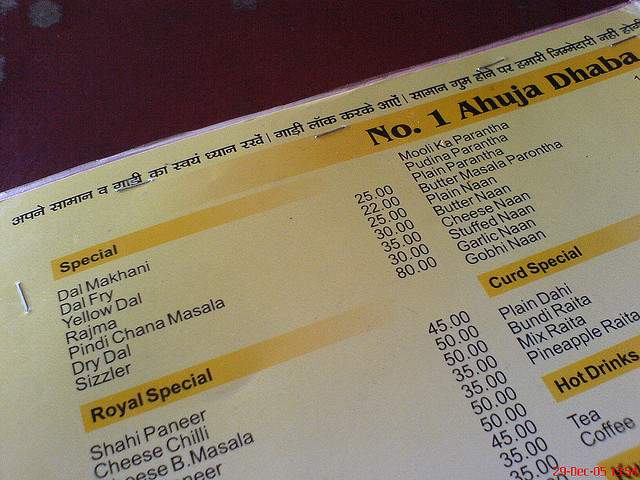 अपने सामान व गाड़ी का स्वयं ध्यान रखें | गाड़ी लॉक करके आऐं | सामान गुम होने पर हमारी जिम्मेदारी नहीं
No. 1 Ahuja Dhaba
Special
Dal Makhani 25.00
Dal Fry 22.00
Yellow Dal 25.00
Rajma 30.00
Pindi Chana Masala 35.00
Dry Dal 30.00
Sizzler 80.00
Royal Special
Shahi Paneer 45.00
Cheese Chilli 50.00
B.Masala 50.00
35.00
35.00
50.00
50.00
45.00
35.00
35.00
Mooli Ka Parantha
Pudina Parantha
Plain Parantha
Butter Masala Parontha
Plain Naan
Butter Naan
Cheese Naan
Stuffed Naan
Garlic Naan
Gobhi Naan
Curd Special
Plain Dahi
Bundi Raita
Mix Raita
Pineapple Raita
Hot Drinks
Tea
Coffee
29-Dec-05